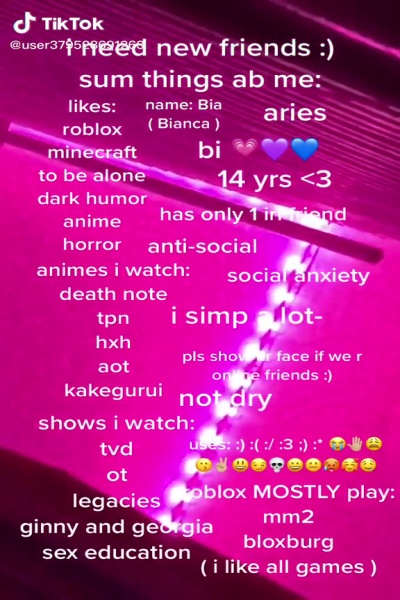 TikTok
i need new friends :)
sum things ab me:
likes:
roblox
minecraft
to be alone
dark humor
anime
horror
name: Bia
( Bianca )
aries
bi 💗💜💙
14 yrs <3
has only 1 irl friend
anti-social
social anxiety
animes i watch:
death note
tpn
hxh
aot
kakegurui
i simp a lot-
pls show ur face if we r
online friends :)
not dry
shows i watch:
tvd
ot
legacies
ginny and georgia
sex education
uses: :) :( :/ :3 ;) :* 😭🤚😩
roblox MOSTLY play:
mm2
bloxburg
( i like all games )